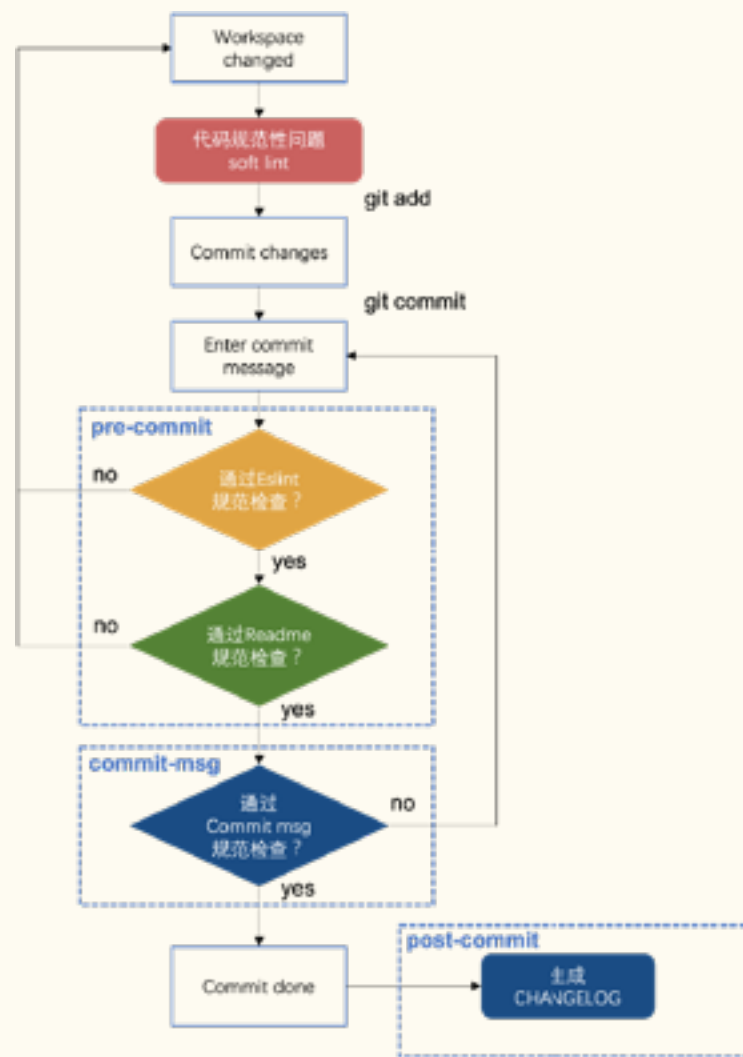 Workspace
changed
代码规范性问题
soft lint
git add
Commit changes
git commit
Enter commit
message
pre-commit
no
通过Eslint
规范检查？
yes
no
通过Readme
规范检查？
yes
commit-msg
通过
Commit msg
规范检查？
no
yes
post-commit
Commit done
生成
CHANGELOG